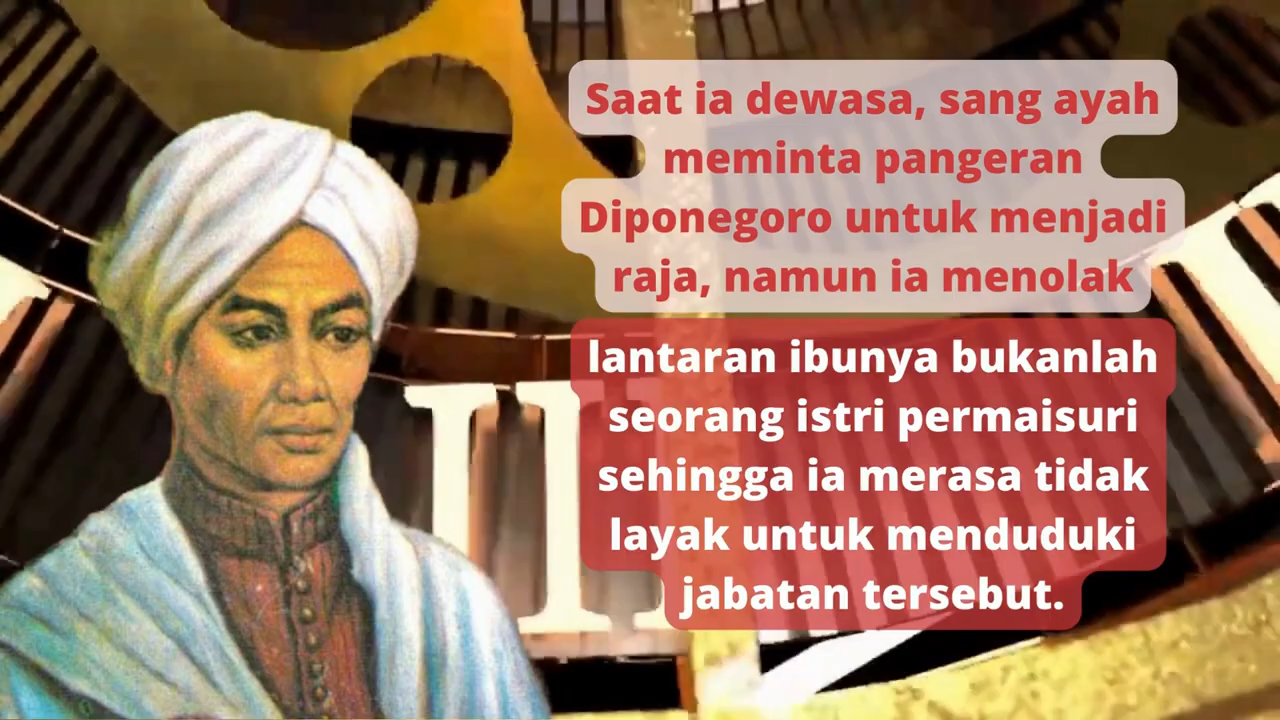 Saat ia dewasa, sang ayah
meminta pangeran
Diponegoro untuk menjadi
raja, namun ia menolak
lantaran ibunya bukanlah
seorang istri permaisuri
sehingga ia merasa tidak
layak untuk menduduki
jabatan tersebut.